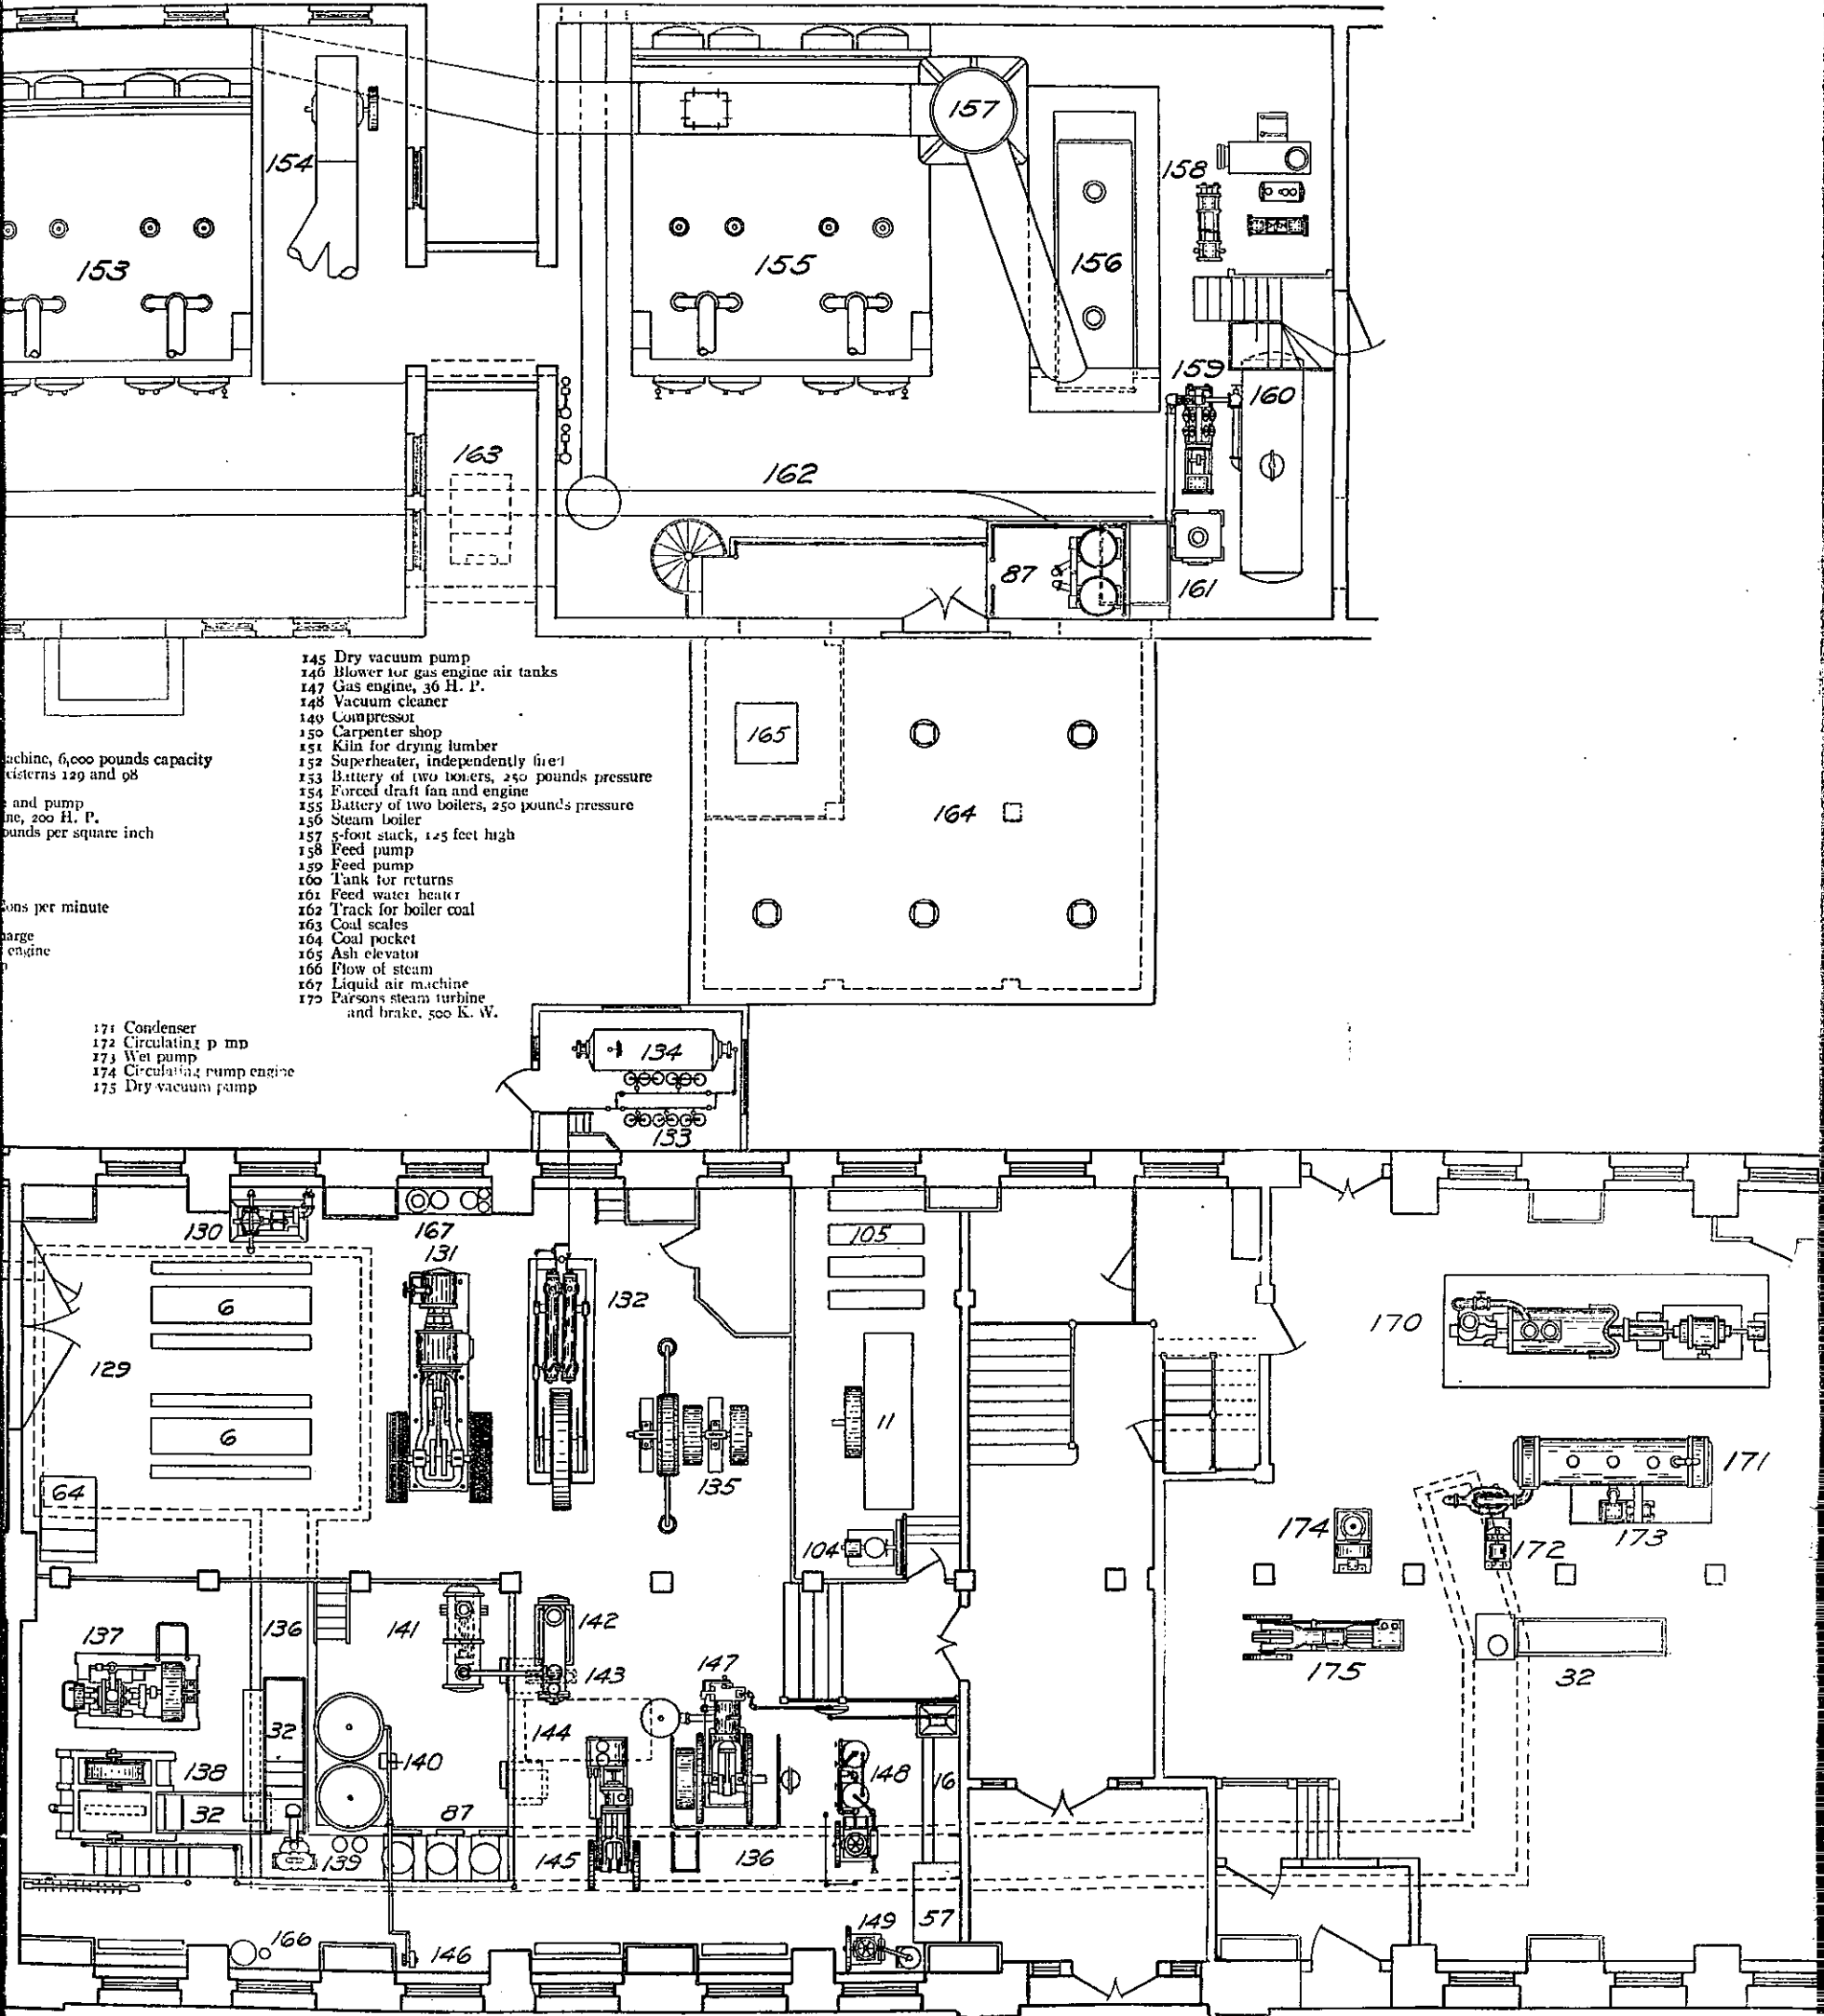 157
154
158
153
155
156
159
160
163
162
87
161
145 Dry vacuum pump
146 Blower for gas engine air tanks
147 Gas engine, 36 H. P.
148 Vacuum cleaner
149 Compressor
150 Carpenter shop
151 Kiln for drying lumber
152 Superheater, independently fired
153 Battery of two boilers, 250 pounds pressure
154 Forced draft fan and engine
155 Battery of two boilers, 250 pounds pressure
156 Steam boiler
157 5-foot stack, 125 feet high
158 Feed pump
159 Feed pump
160 Tank for returns
161 Feed water heater
162 Track for boiler coal
163 Coal scales
164 Coal pocket
165 Ash elevator
166 Flow of steam
167 Liquid air machine
170 Parsons steam turbine
and brake, 500 K. W.
achine, 6,000 pounds capacity
cisterns 129 and 98
and pump
ine, 200 H. P.
ounds per square inch
ons per minute
harge
engine
171 Condenser
172 Circulating p mp
173 Wet pump
174 Circulating pump engine
175 Dry vacuum pump
165
164
134
133
130
167
131
105
132
6
170
129
11
6
135
171
64
104
174
172
173
137
136
141
142
143
147
175
32
32
144
140
138
148
16
32
87
139
145
136
149
57
166
146